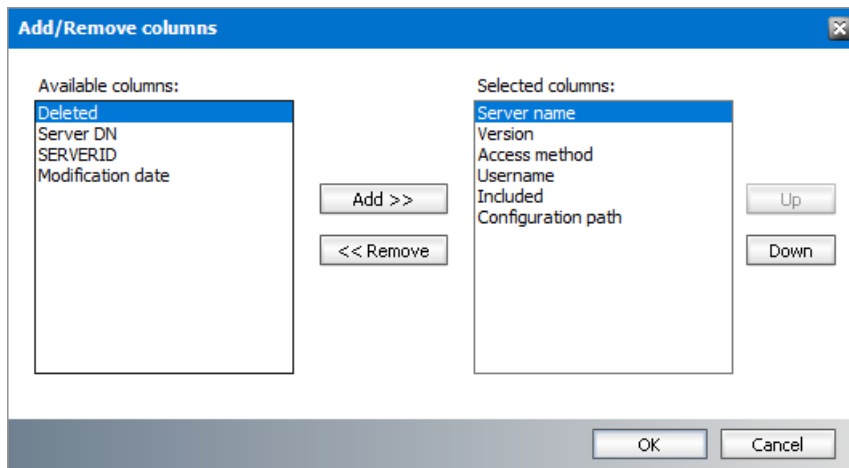 Add/Remove columns
Available columns:
Deleted
Server DN
SERVERID
Modification date
Add >>
<< Remove
Selected columns:
Server name
Version
Access method
Username
Included
Configuration path
Up
Down
OK
Cancel